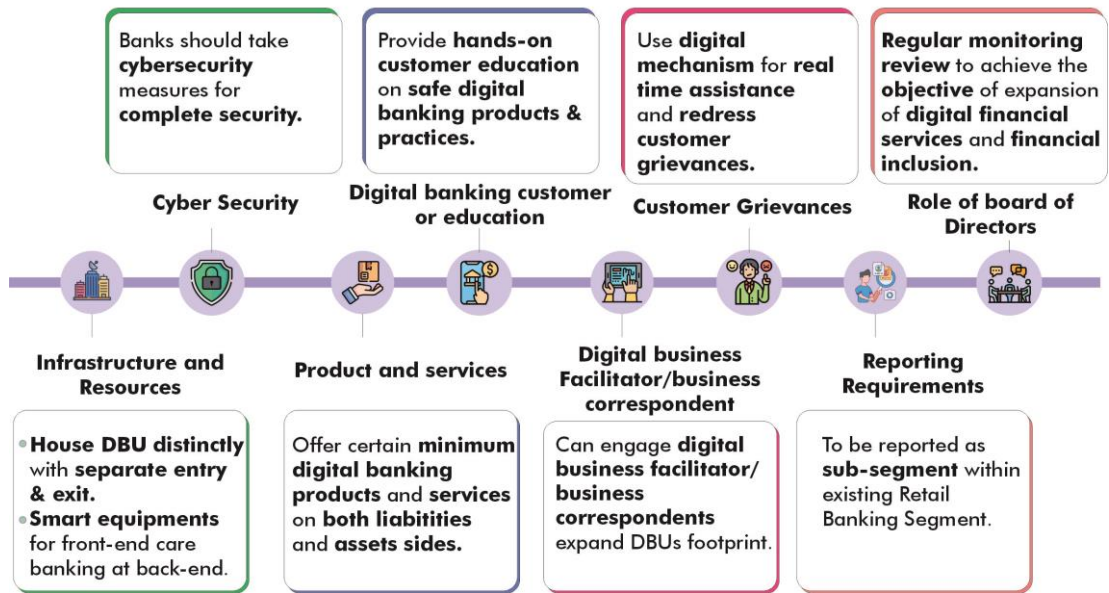 Banks should take
cybersecurity
measures for
complete security.
Cyber Security
Provide hands-on
customer education
on safe digital
banking products &
practices.
Digital banking customer
or education
Use digital
mechanism for real
time assistance
and redress
customer
grievances.
Customer Grievances
Regular monitoring
review to achieve the
objective of expansion
of digital financial
services and financial
inclusion.
Role of board of
Directors
Infrastructure and
Resources
• House DBU distinctly
with separate entry
& exit.
• Smart equipments
for front-end care
banking at back-end.
Product and services
Offer certain minimum
digital banking
products and services
on both liabitities
and assets sides.
Digital business
Facilitator/business
correspondent
Can engage digital
business facilitator/
business
correspondents
expand DBUs footprint.
Reporting
Requirements
To be reported as
sub-segment within
existing Retail
Banking Segment.